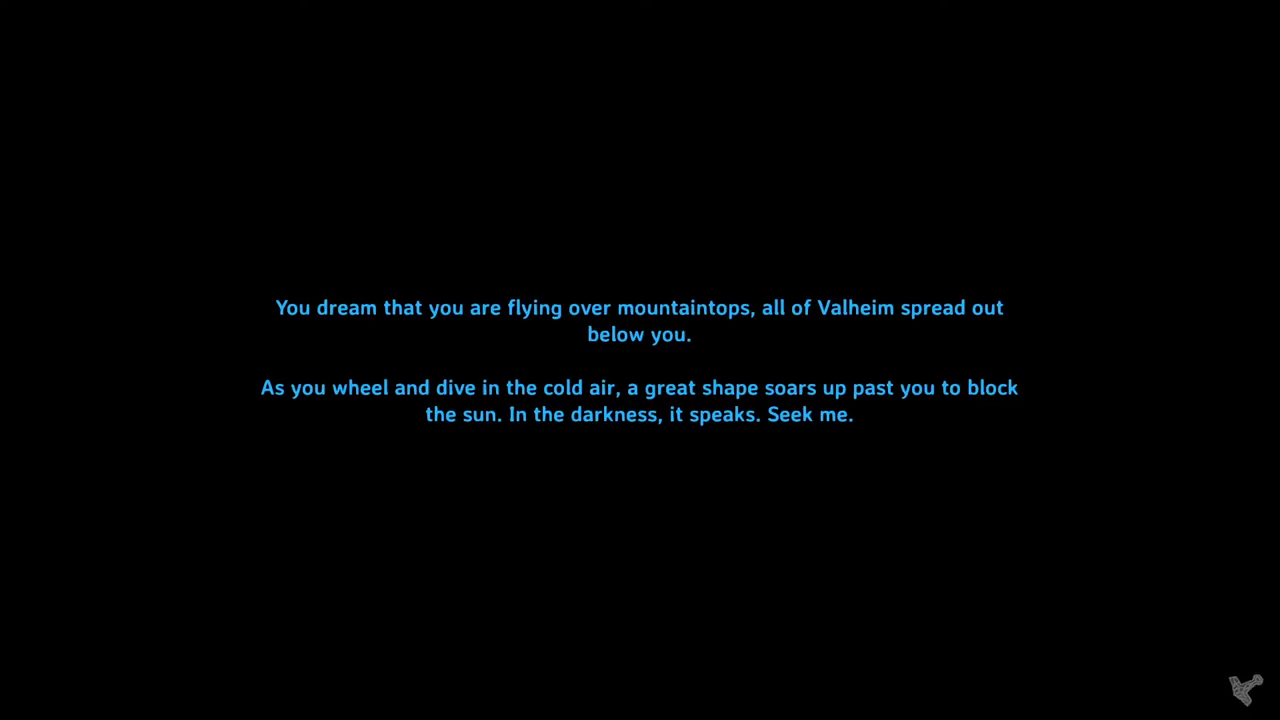 You dream that you are flying over mountaintops, all of Valheim spread out
below you.
As you wheel and dive in the cold air, a great shape soars up past you to block
the sun. In the darkness, it speaks. Seek me.